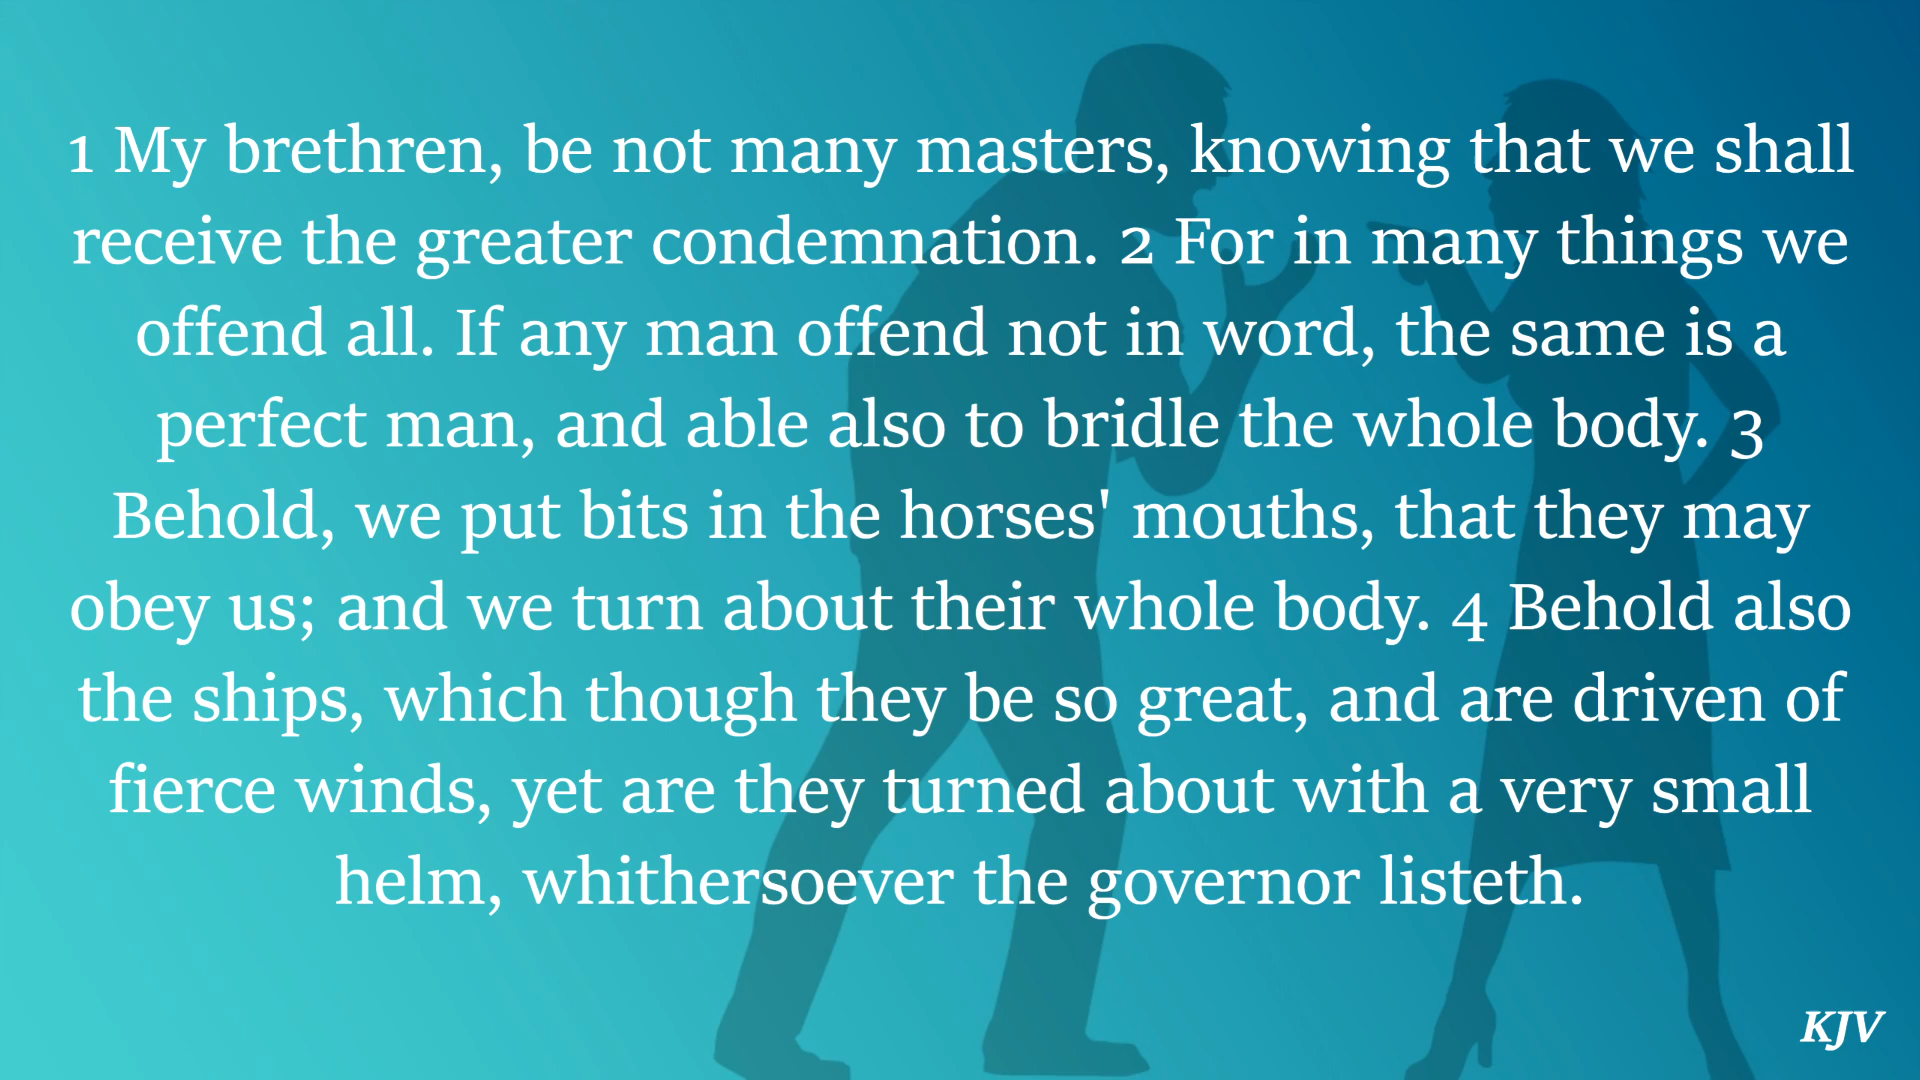 1 My brethren, be not many masters, knowing that we shall
receive the greater condemnation. 2 For in many things we
offend all. If any man offend not in word, the same is a
perfect man, and able also to bridle the whole body. 3
Behold, we put bits in the horses' mouths, that they may
obey us; and we turn about their whole body. 4 Behold also
the ships, which though they be so great, and are driven of
fierce winds, yet are they turned about with a very small
helm, whithersoever the governor listeth.
KJV